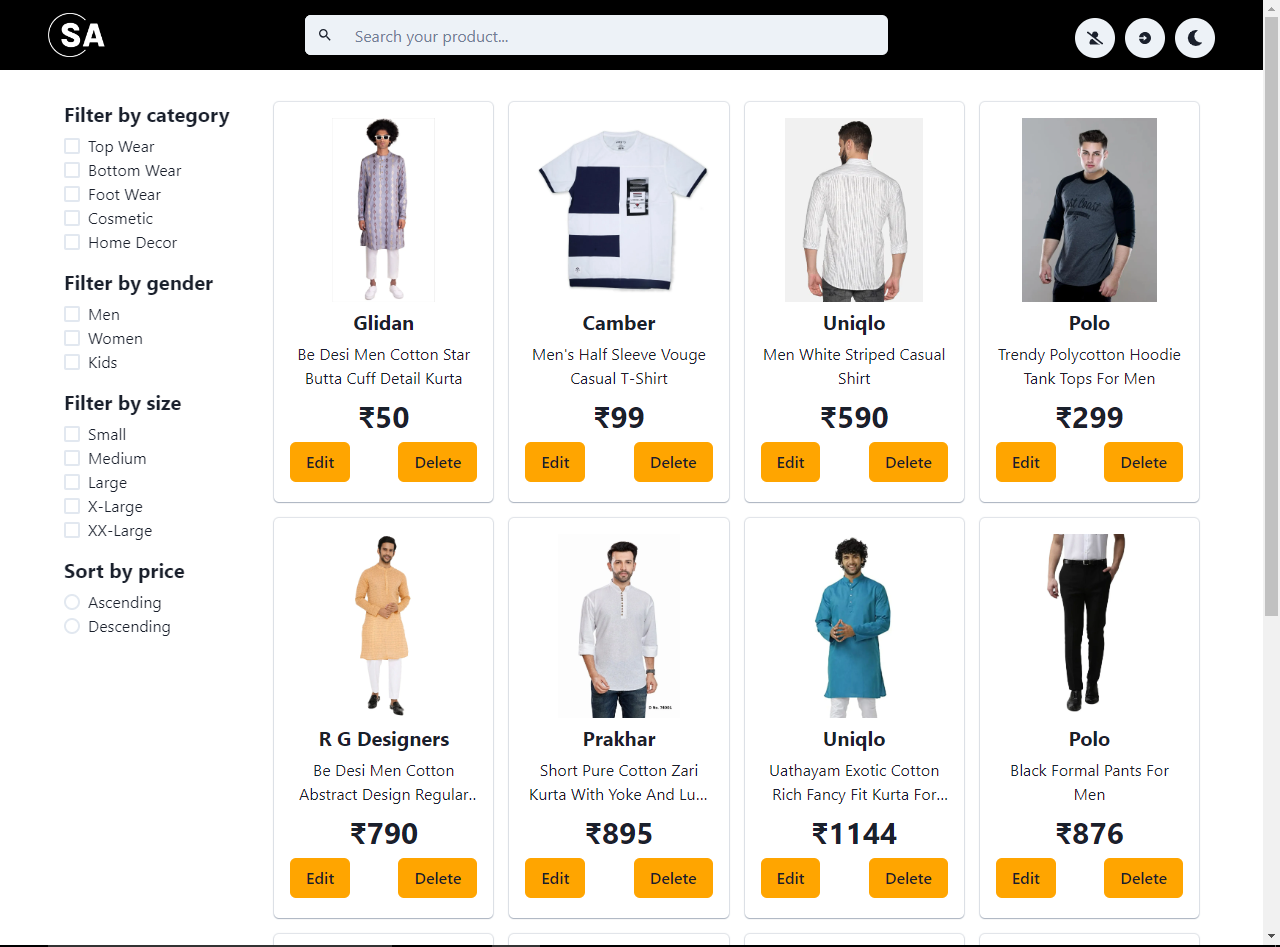 SA
Search your product...
Filter by category
Top Wear
Bottom Wear
Foot Wear
Cosmetic
Home Decor
Filter by gender
Men
Women
Kids
Filter by size
Small
Medium
Large
X-Large
XX-Large
Sort by price
Ascending
Descending
Glidan
Be Desi Men Cotton Star
Butta Cuff Detail Kurta
₹50
Edit
Delete
Camber
Men's Half Sleeve Vouge
Casual T-Shirt
₹99
Edit
Delete
Uniqlo
Men White Striped Casual
Shirt
₹590
Edit
Delete
Polo
Trendy Polycotton Hoodie
Tank Tops For Men
₹299
Edit
Delete
R G Designers
Be Desi Men Cotton
Abstract Design Regular..
₹790
Edit
Delete
Prakhar
Short Pure Cotton Zari
Kurta With Yoke And Lu...
₹895
Edit
Delete
Uniqlo
Uathayam Exotic Cotton
Rich Fancy Fit Kurta For...
₹1144
Edit
Delete
Polo
Black Formal Pants For
Men
₹876
Edit
Delete